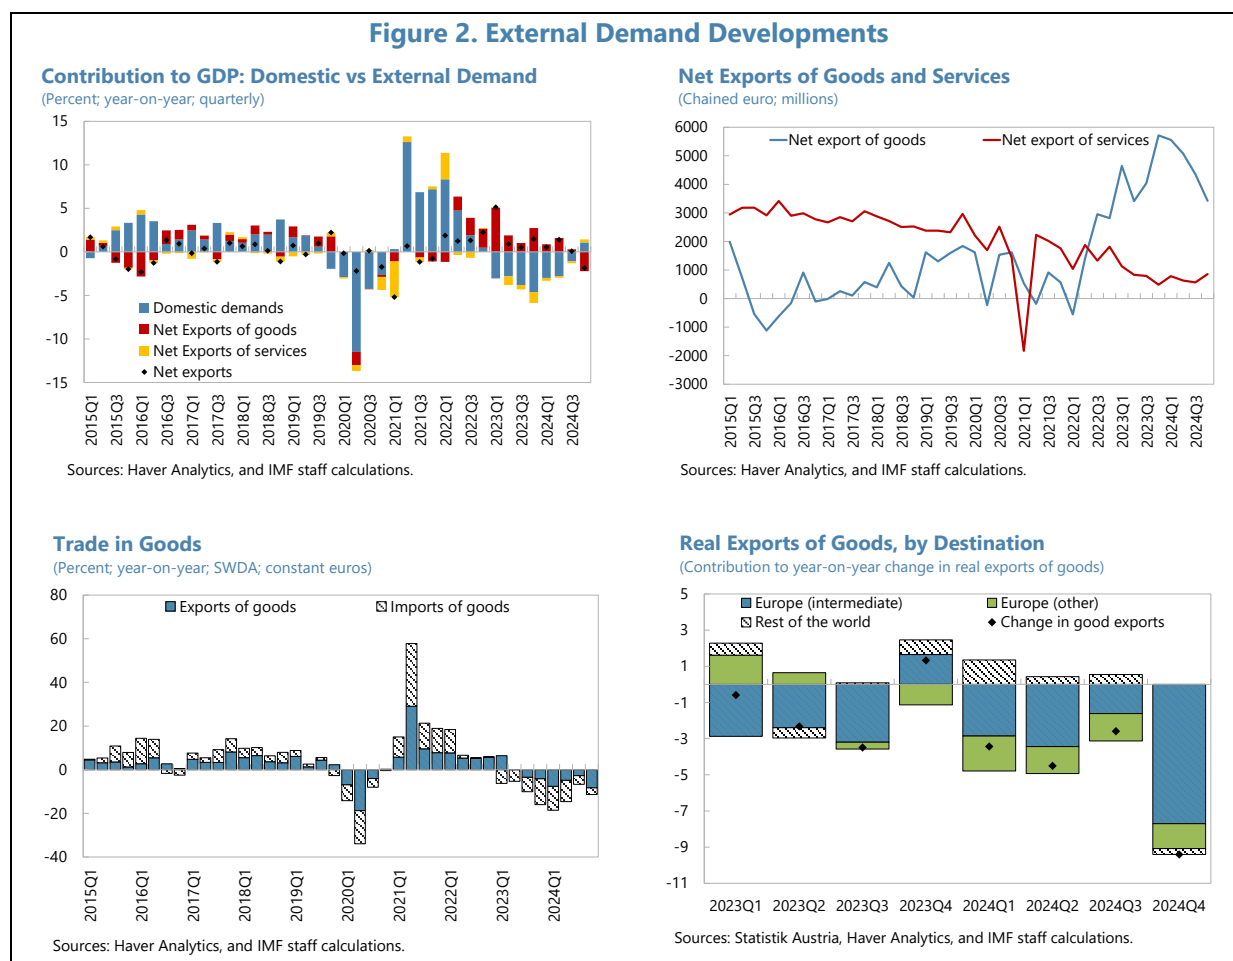 Figure 2. External Demand Developments
Contribution to GDP: Domestic vs External Demand
(Percent; year-on-year; quarterly)
15
10
5
0
-5
-10
-15
Domestic demands
Net Exports of goods
Net Exports of services
Net exports
2015Q1
2015Q3
2016Q1
2016Q3
2017Q1
2017Q3
2018Q1
2018Q3
2019Q1
2019Q3
2020Q1
2020Q3
2021Q1
2021Q3
2022Q1
2022Q3
2023Q1
2023Q3
2024Q1
2024Q3
Sources: Haver Analytics, and IMF staff calculations.
Net Exports of Goods and Services
(Chained euro; millions)
6000
5000
4000
3000
2000
1000
0
-1000
-2000
-3000
Net export of goods
Net export of services
2015Q1
2015Q3
2016Q1
2016Q3
2017Q1
2017Q3
2018Q1
2018Q3
2019Q1
2019Q3
2020Q1
2020Q3
2021Q1
2021Q3
2022Q1
2022Q3
2023Q1
2023Q3
2024Q1
2024Q3
Sources: Haver Analytics, and IMF staff calculations.
Trade in Goods
(Percent; year-on-year; SWDA; constant euros)
80
60
40
20
0
-20
-40
Exports of goods
Imports of goods
2015Q1
2016Q1
2017Q1
2018Q1
2019Q1
2020Q1
2021Q1
2022Q1
2023Q1
2024Q1
Sources: Haver Analytics, and IMF staff calculations.
Real Exports of Goods, by Destination
(Contribution to year-on-year change in real exports of goods)
5
3
1
-1
-3
-5
-7
-9
-11
Europe (intermediate)
Europe (other)
Rest of the world
Change in good exports
2023Q1
2023Q2
2023Q3
2023Q4
2024Q1
2024Q2
2024Q3
2024Q4
Sources: Statistik Austria, Haver Analytics, and IMF staff calculations.